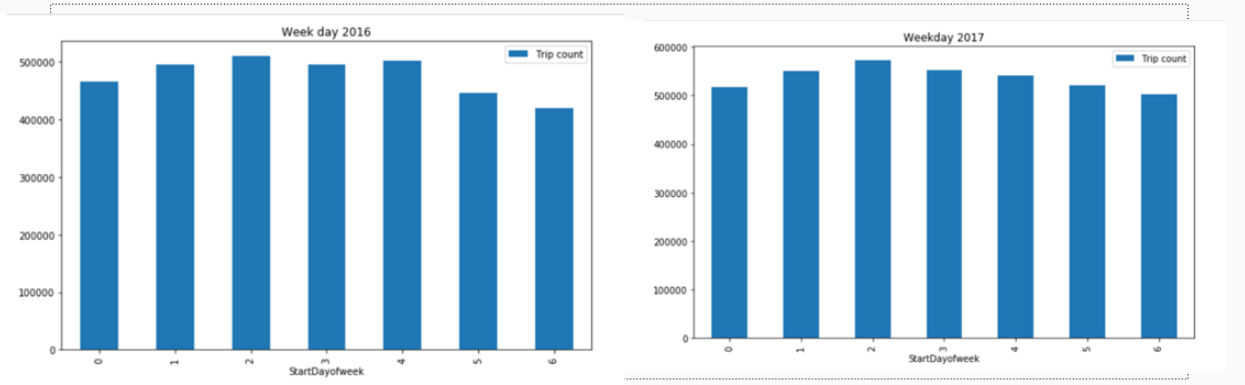 Week day 2016
Trip count
500000
400000
300000
200000
100000
0
0 1 2 3 4 5 6
StartDayofweek
Weekday 2017
Trip count
600000
500000
400000
300000
200000
100000
0
0 1 2 3 4 5 6
StartDayofweek